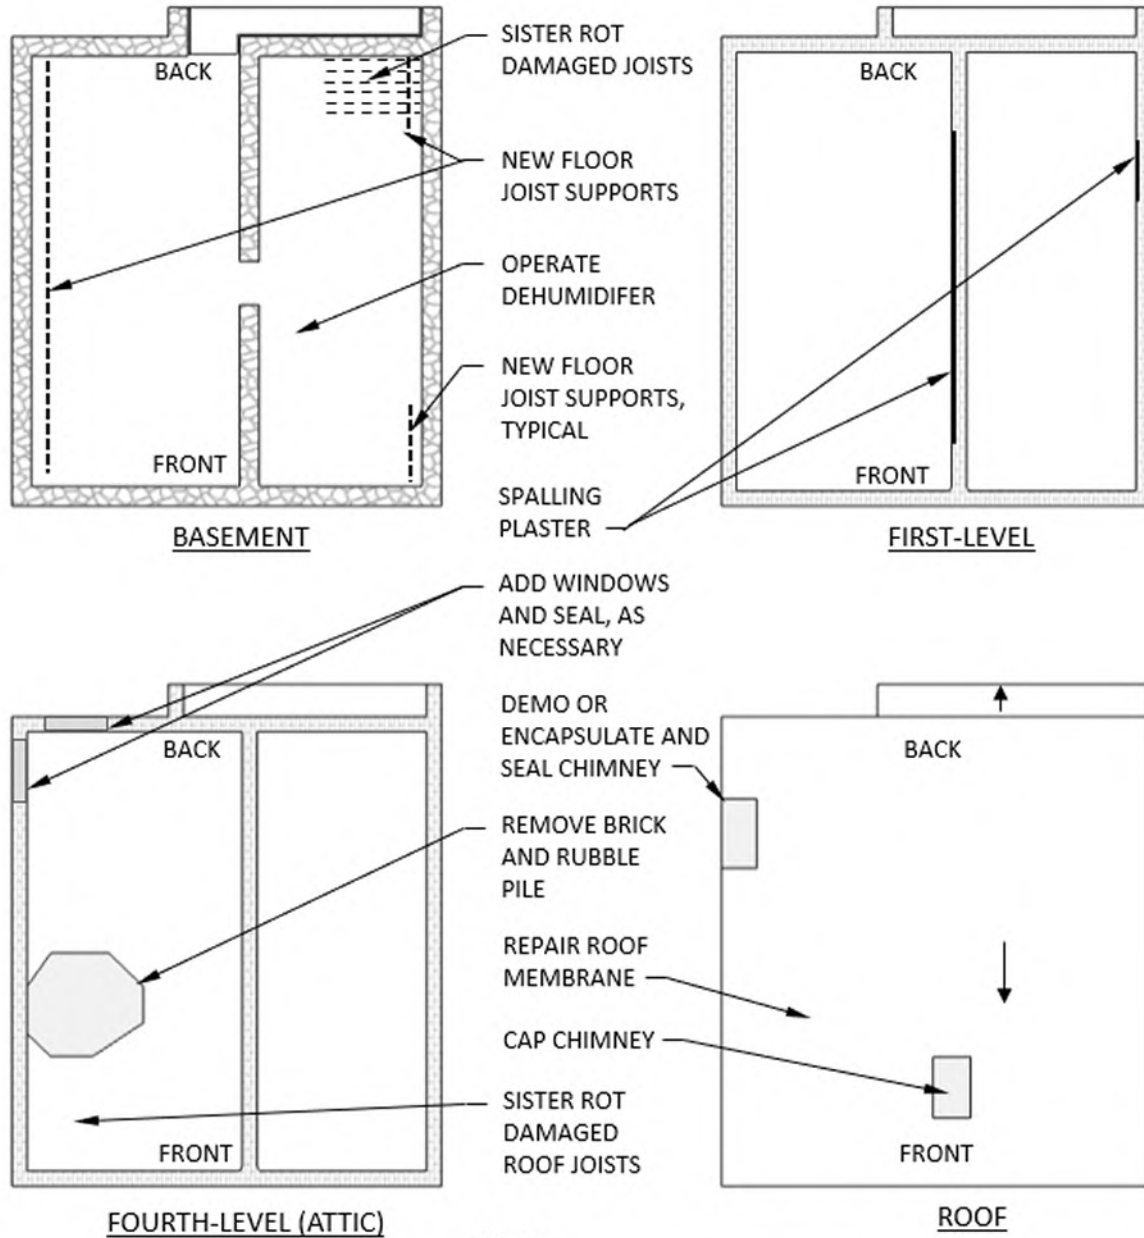 BACK
SISTER ROT
DAMAGED JOISTS
NEW FLOOR
JOIST SUPPORTS
OPERATE
DEHUMIDIFER
NEW FLOOR
JOIST SUPPORTS,
TYPICAL
FRONT
BASEMENT
SPALLING
PLASTER
BACK
FRONT
FIRST-LEVEL
ADD WINDOWS
AND SEAL, AS
NECESSARY
BACK
DEMO OR
ENCAPSULATE AND
SEAL CHIMNEY
REMOVE BRICK
AND RUBBLE
PILE
REPAIR ROOF
MEMBRANE
CAP CHIMNEY
SISTER ROT
DAMAGED
ROOF JOISTS
FRONT
FOURTH-LEVEL (ATTIC)
BACK
FRONT
ROOF